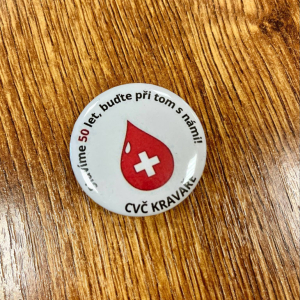 50 let, buďte při tom s námi!
CVČ KRAVAŘE